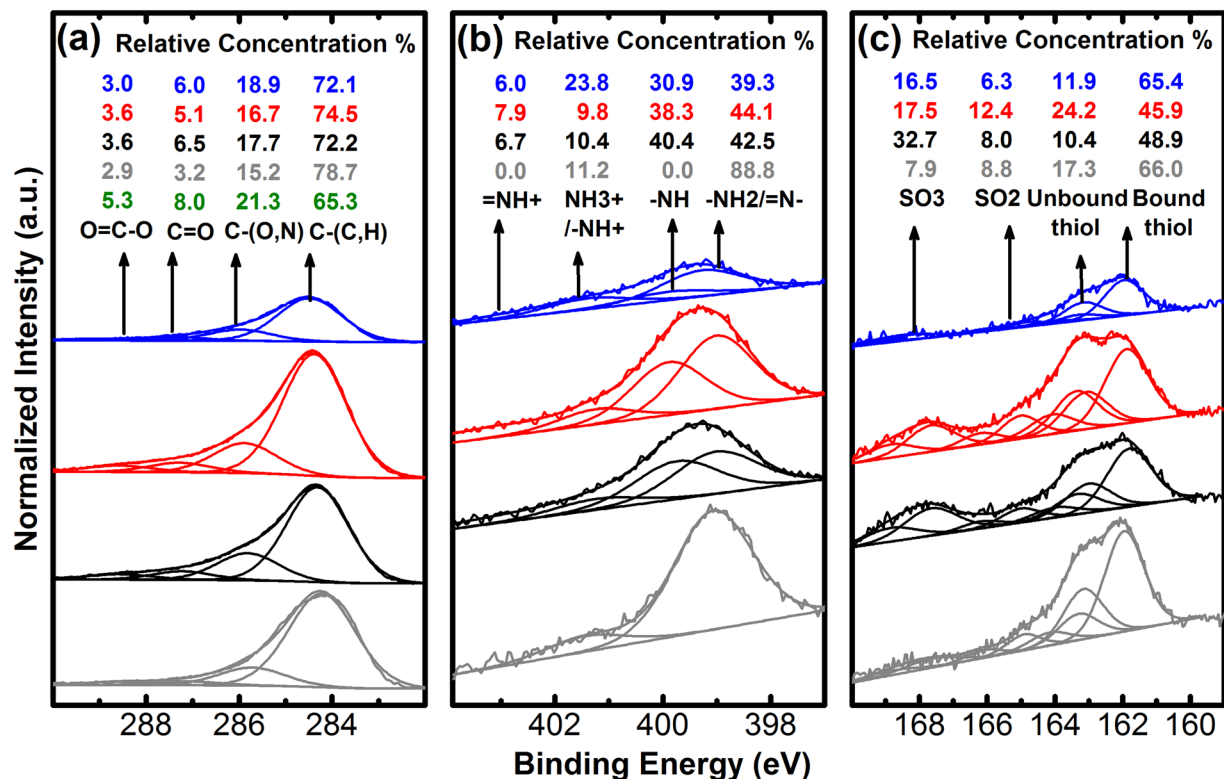 Normalized Intensity (a.u.)
(a) Relative Concentration %
3.0 6.0 18.9 72.1
3.6 5.1 16.7 74.5
3.6 6.5 17.7 72.2
2.9 3.2 15.2 78.7
5.3 8.0 21.3 65.3
O=C-O C=O C-(O,N) C-(C,H)
288 286 284
(b) Relative Concentration %
6.0 23.8 30.9 39.3
7.9 9.8 38.3 44.1
6.7 10.4 40.4 42.5
0.0 11.2 0.0 88.8
=NH+ NH3+ -NH -NH2/=N-
/-NH+
402 400 398
(c) Relative Concentration %
16.5 6.3 11.9 65.4
17.5 12.4 24.2 45.9
32.7 8.0 10.4 48.9
7.9 8.8 17.3 66.0
SO3 SO2 Unbound Bound
thiol thiol
168 166 164 162 160
Binding Energy (eV)